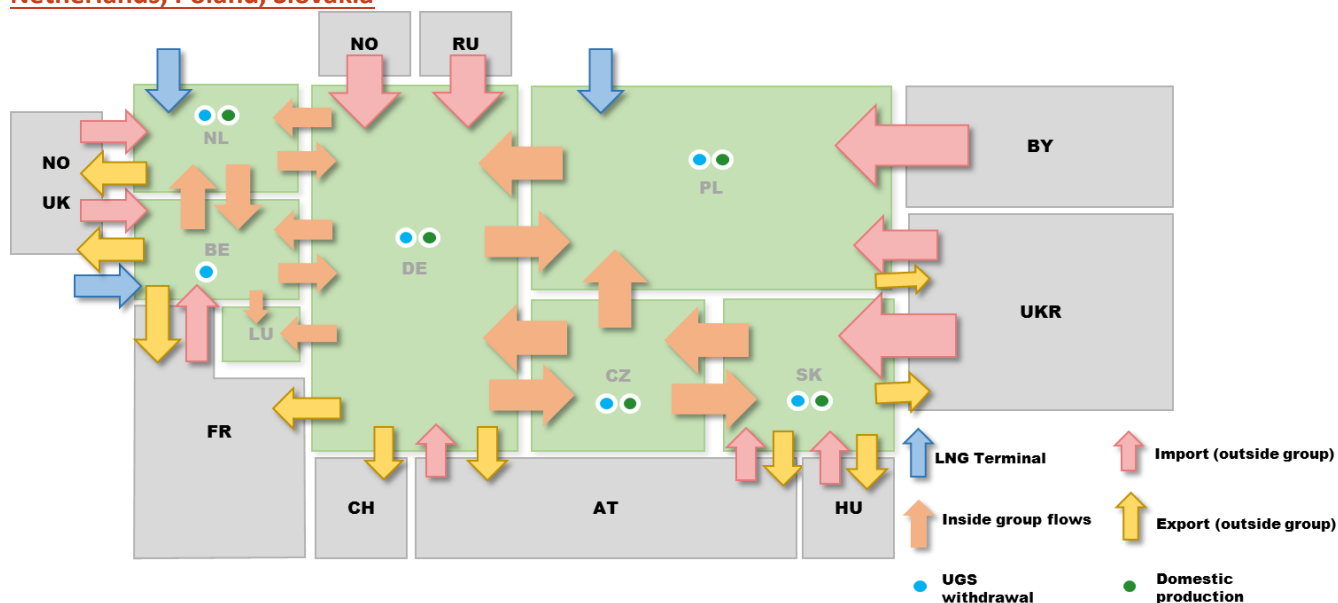 Netherlands, Poland, Slovakia
NO
RU
NL
NO
UK
BE
DE
PL
BY
UKR
LU
CZ
SK
FR
CH
AT
HU
LNG Terminal
Import (outside group)
Inside group flows
Export (outside group)
UGS
withdrawal
Domestic
production